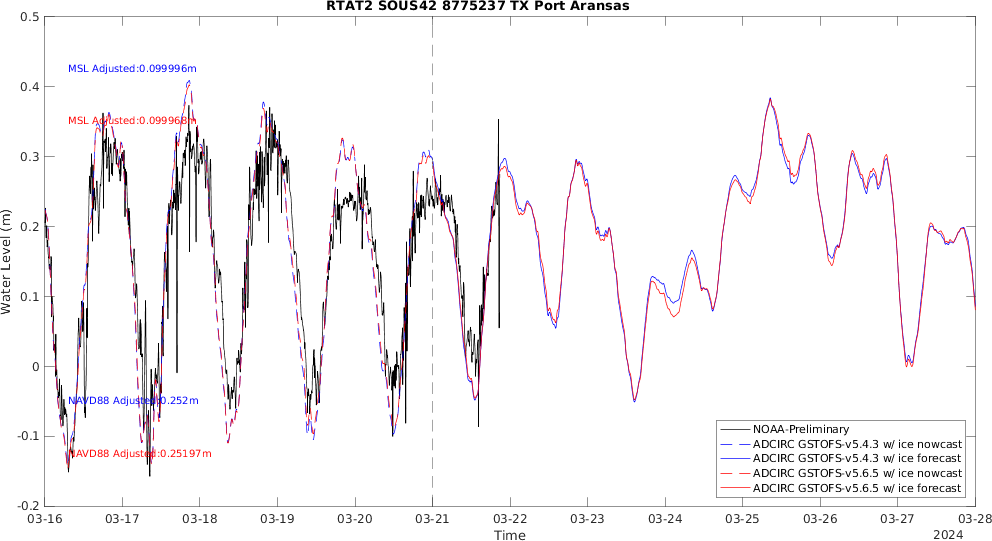 RTAT2 SOUS42 8775237 TX Port Aransas
0.5
MSL Adjusted:0.099996m
0.4
MSL Adjusted:0.099968m
0.3
0.2
Water Level (m)
0.1
0
NAVD88 Adjusted:0.252m
-0.1
NAVD88 Adjusted:0.25197m
NOAA-Preliminary
ADCIRC GSTOFS-v5.4.3 w/ ice nowcast
ADCIRC GSTOFS-v5.4.3 w/ ice forecast
ADCIRC GSTOFS-v5.6.5 w/ ice nowcast
ADCIRC GSTOFS-v5.6.5 w/ ice forecast
-0.2
03-16 03-17 03-18 03-19 03-20 03-21 03-22 03-23 03-24 03-25 03-26 03-27 03-28
Time
2024